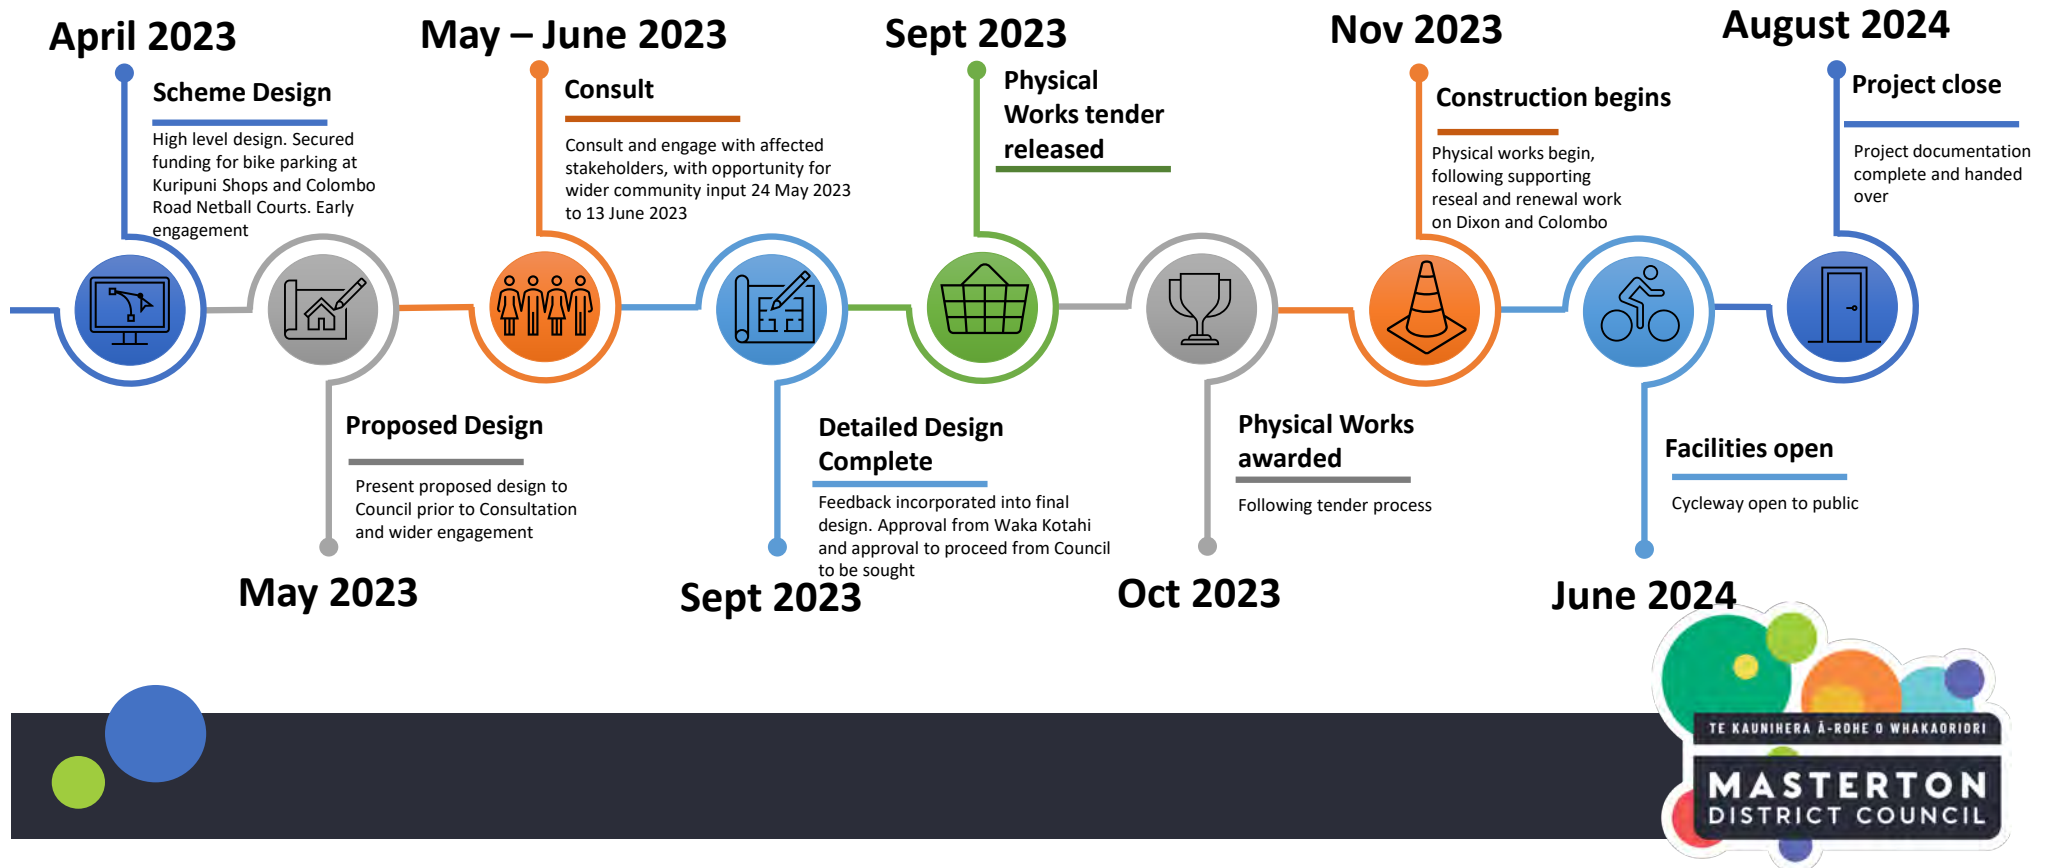 April 2023
Scheme Design
High level design. Secured
funding for bike parking at
Kuripuni Shops and Colombo
Road Netball Courts. Early
engagement
Proposed Design
Present proposed design to
Council prior to Consultation
and wider engagement
May 2023
May – June 2023
Consult
Consult and engage with affected
stakeholders, with opportunity for
wider community input 24 May 2023
to 13 June 2023
Detailed Design
Complete
Feedback incorporated into final
design. Approval from Waka Kotahi
and approval to proceed from Council
to be sought
Sept 2023
Sept 2023
Physical
Works tender
released
Physical Works
awarded
Following tender process
Oct 2023
Nov 2023
Construction begins
Physical works begin,
following supporting
reseal and renewal work
on Dixon and Colombo
Facilities open
Cycleway open to public
June 2024
August 2024
Project close
Project documentation
complete and handed
over
TE KAUNIHERA Ā-ROHE O WHAKAORIORI
MASTERTON
DISTRICT COUNCIL